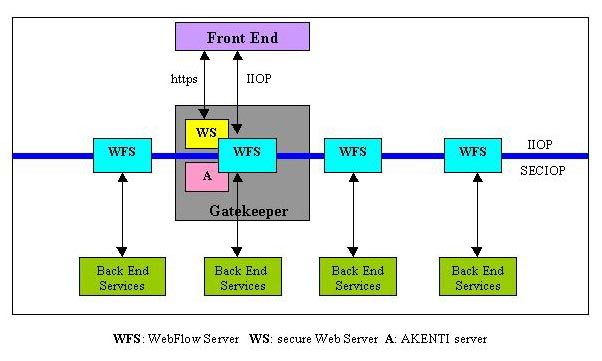 Front End
https
IIOP
WS
WFS
WFS
WFS
WFS
IIOP
A
SECIOP
Gatekeeper
Back End
Services
Back End
Services
Back End
Services
Back End
Services
WFS: WebFlow Server WS: secure Web Server A: AKENTI server